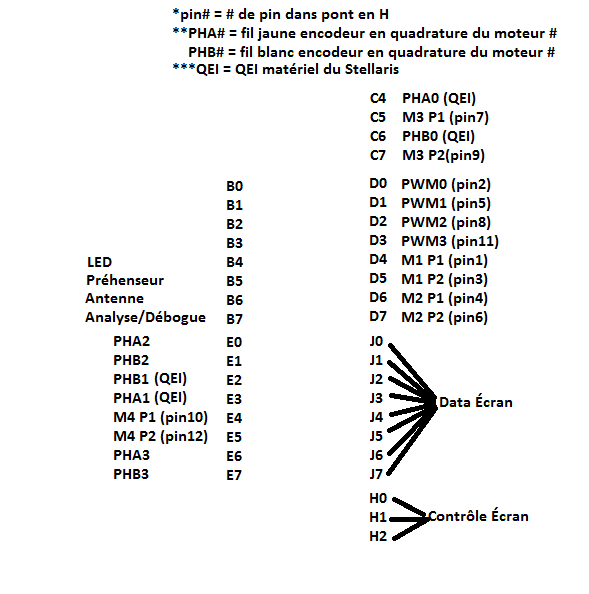 *pin# = # de pin dans pont en H
**PHA# = fil jaune encodeur en quadrature du moteur #
PHB# = fil blanc encodeur en quadrature du moteur #
***QEI = QEI matériel du Stellaris
C4 PHA0 (QEI)
C5 M3 P1 (pin7)
C6 PHB0 (QEI)
C7 M3 P2(pin9)
B0 D0 PWM0 (pin2)
B1 D1 PWM1 (pin5)
B2 D2 PWM2 (pin8)
B3 D3 PWM3 (pin11)
LED B4 D4 M1 P1 (pin1)
Préhenseur B5 D5 M1 P2 (pin3)
Antenne B6 D6 M2 P1 (pin4)
Analyse/Débogue B7 D7 M2 P2 (pin6)
PHA2 E0 J0
PHB2 E1 J1
PHB1 (QEI) E2 J2
PHA1 (QEI) E3 J3
Data Écran
M4 P1 (pin10) E4 J4
M4 P2 (pin12) E5 J5
PHA3 E6 J6
PHB3 E7 J7
H0
H1 Contrôle Écran
H2